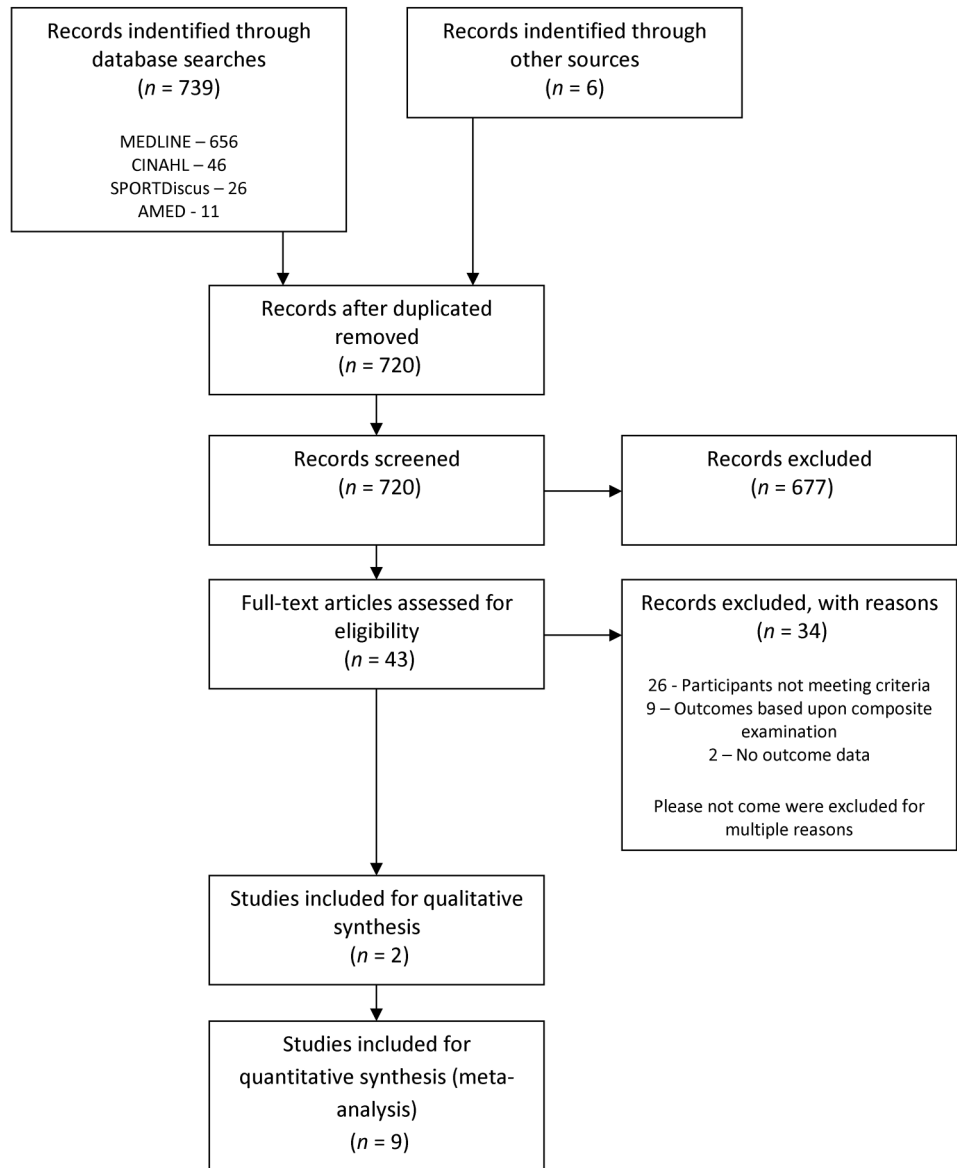 Records indentified through
database searches
(n = 739)
MEDLINE – 656
CINAHL – 46
SPORTDiscus – 26
AMED - 11
Records indentified through
other sources
(n = 6)
Records after duplicated
removed
(n = 720)
Records screened
(n = 720)
Records excluded
(n = 677)
Full-text articles assessed for
eligibility
(n = 43)
Records excluded, with reasons
(n = 34)
26 - Participants not meeting criteria
9 – Outcomes based upon composite
examination
2 – No outcome data
Please not come were excluded for
multiple reasons
Studies included for qualitative
synthesis
(n = 2)
Studies included for
quantitative synthesis (meta-
analysis)
(n = 9)